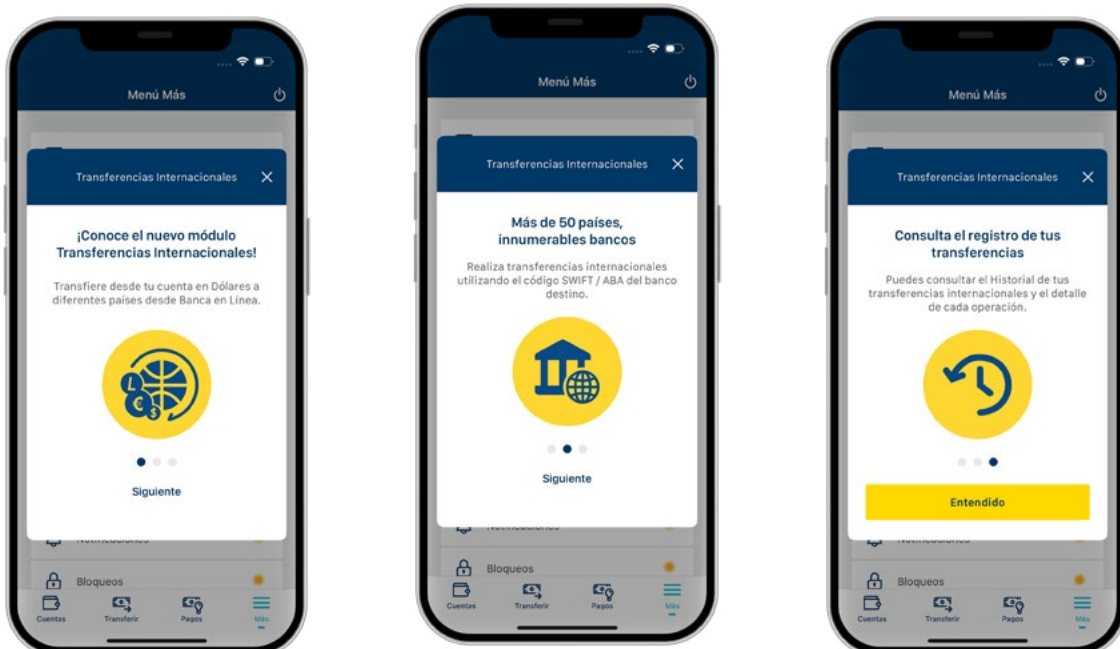 Menú Más
Transferencias Internacionales
¡Conoce el nuevo módulo
Transferencias Internacionales!
Transfiere desde tu cuenta en Dólares a
diferentes países desde Banca en Línea.
L
€
$
Siguiente
Notificaciones
Bloqueos
Cuentas
Transferir
Pagos
Más
Menú Más
Transferencias Internacionales
Más de 50 países,
innumerables bancos
Realiza transferencias internacionales
utilizando el código SWIFT / ABA del banco
destino.
Siguiente
Notificaciones
Bloqueos
Cuentas
Transferir
Pagos
Más
Menú Más
Transferencias Internacionales
Consulta el registro de tus
transferencias
Puedes consultar el Historial de tus
transferencias internacionales y el detalle
de cada operación.
Entendido
Notificaciones
Bloqueos
Cuentas
Transferir
Pagos
Más